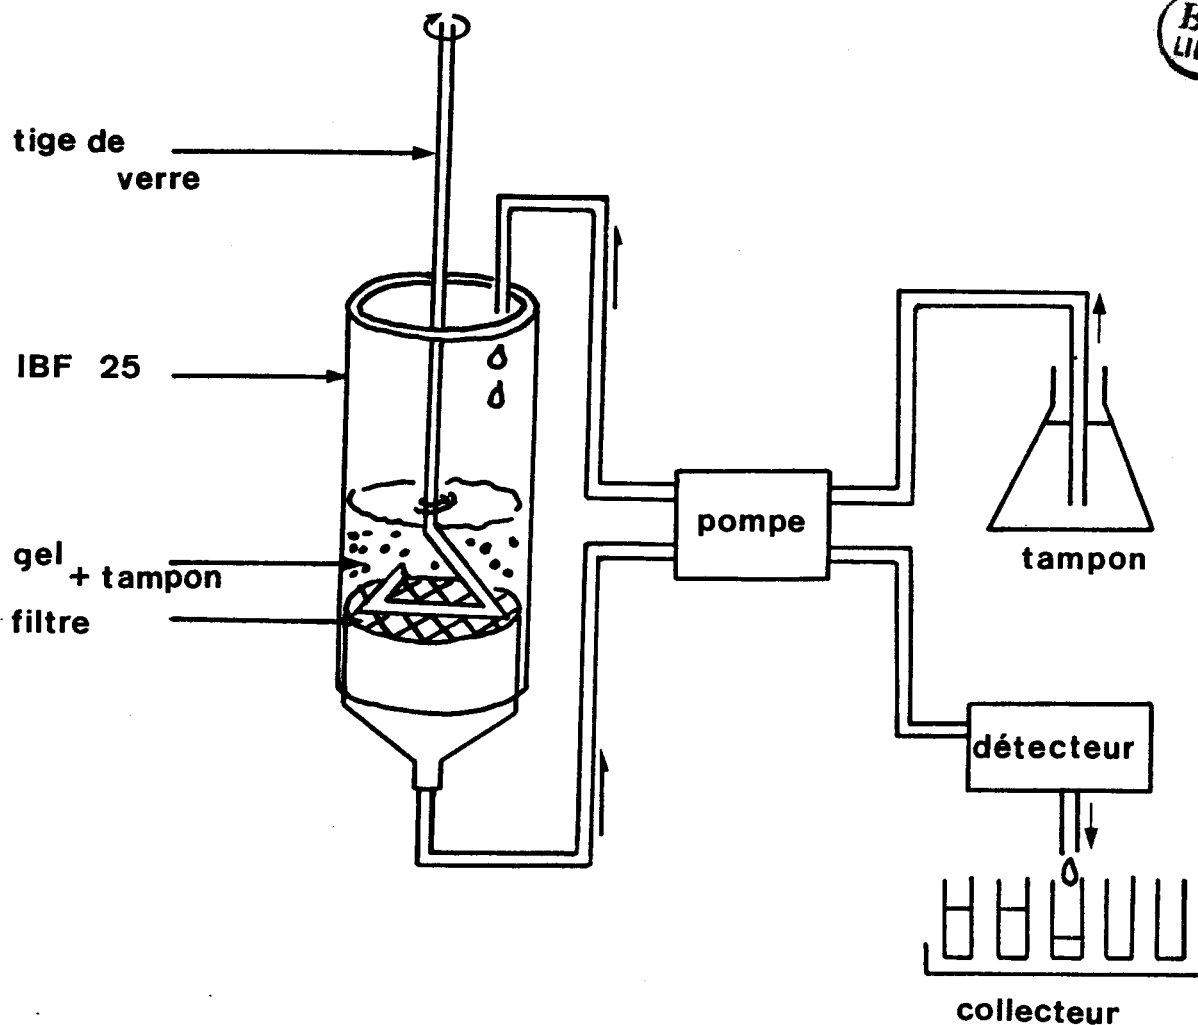 tige de
verre
IBF 25
gel
+ tampon
filtre
pompe
tampon
détecteur
collecteur